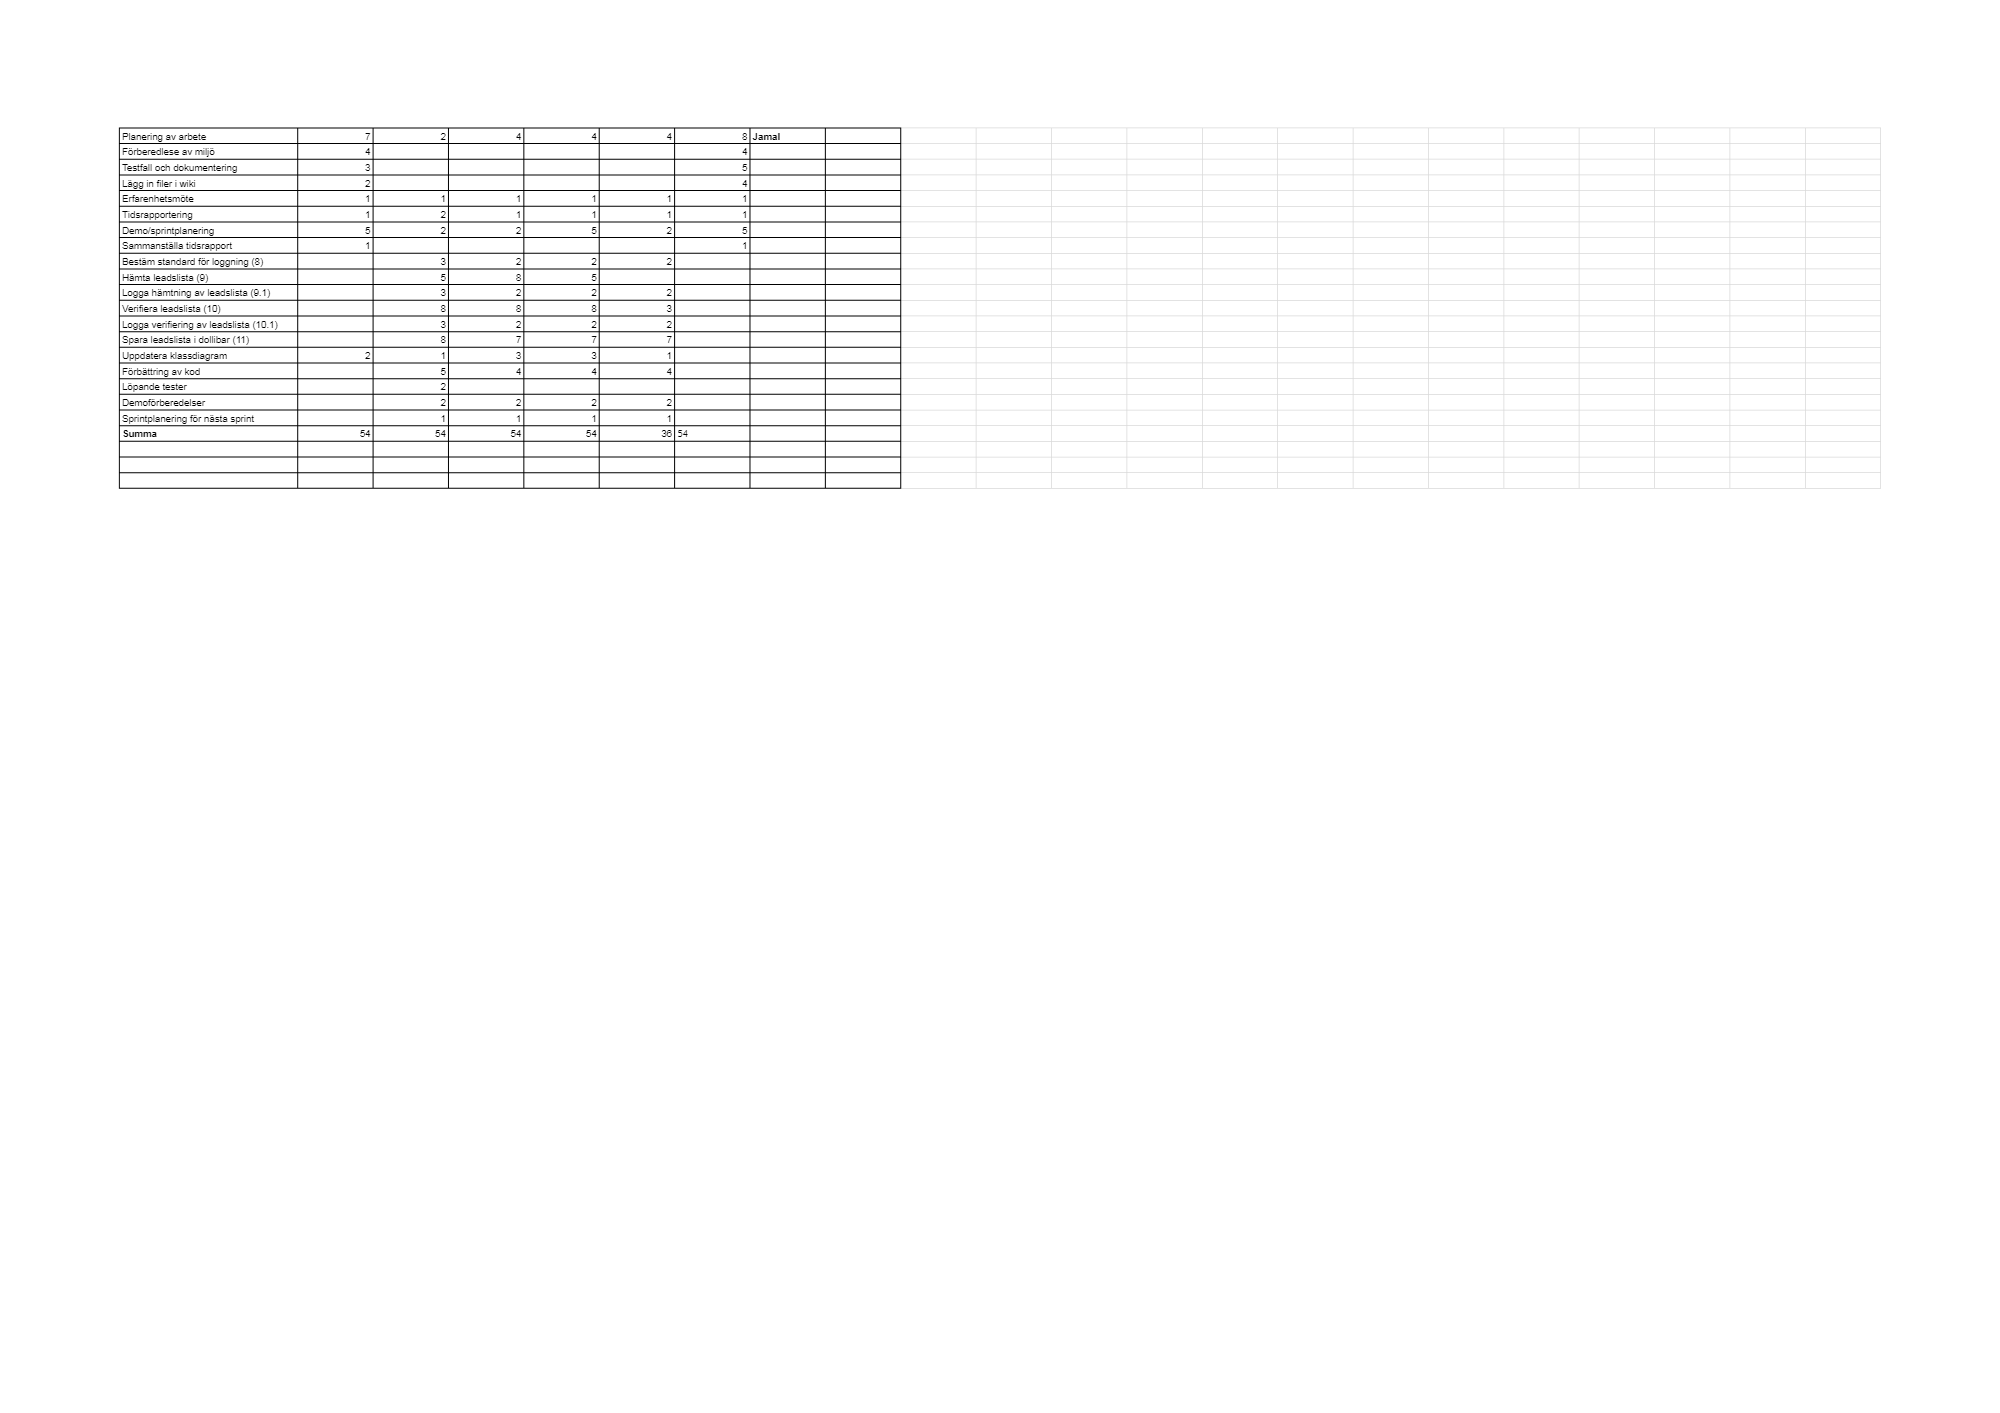 Planering av arbete 7 2 4 4 4 8 Jamal
Förberedlese av miljö 4 4
Testfall och dokumentering 3 5
Lägg in filer i wiki 2 4
Erfarenhetsmöte 1 1 1 1 1 1
Tidsrapportering 1 2 1 1 1 1
Demo/sprintplanering 5 2 2 5 2 5
Sammanställa tidsrapport 1 1
Bestäm standard för loggning (8) 3 2 2 2
Hämta leadslista (9) 5 8 5
Logga hämtning av leadslista (9.1) 3 2 2 2
Verifiera leadslista (10) 8 8 8 3
Logga verifiering av leadslista (10.1) 3 2 2 2
Spara leadslista i dollibar (11) 8 7 7 7
Uppdatera klassdiagram 2 1 3 3 1
Förbättring av kod 5 4 4 4
Löpande tester 2
Demoförberedelser 2 2 2 2
Sprintplanering för nästa sprint 1 1 1 1
Summa 54 54 54 54 36 54